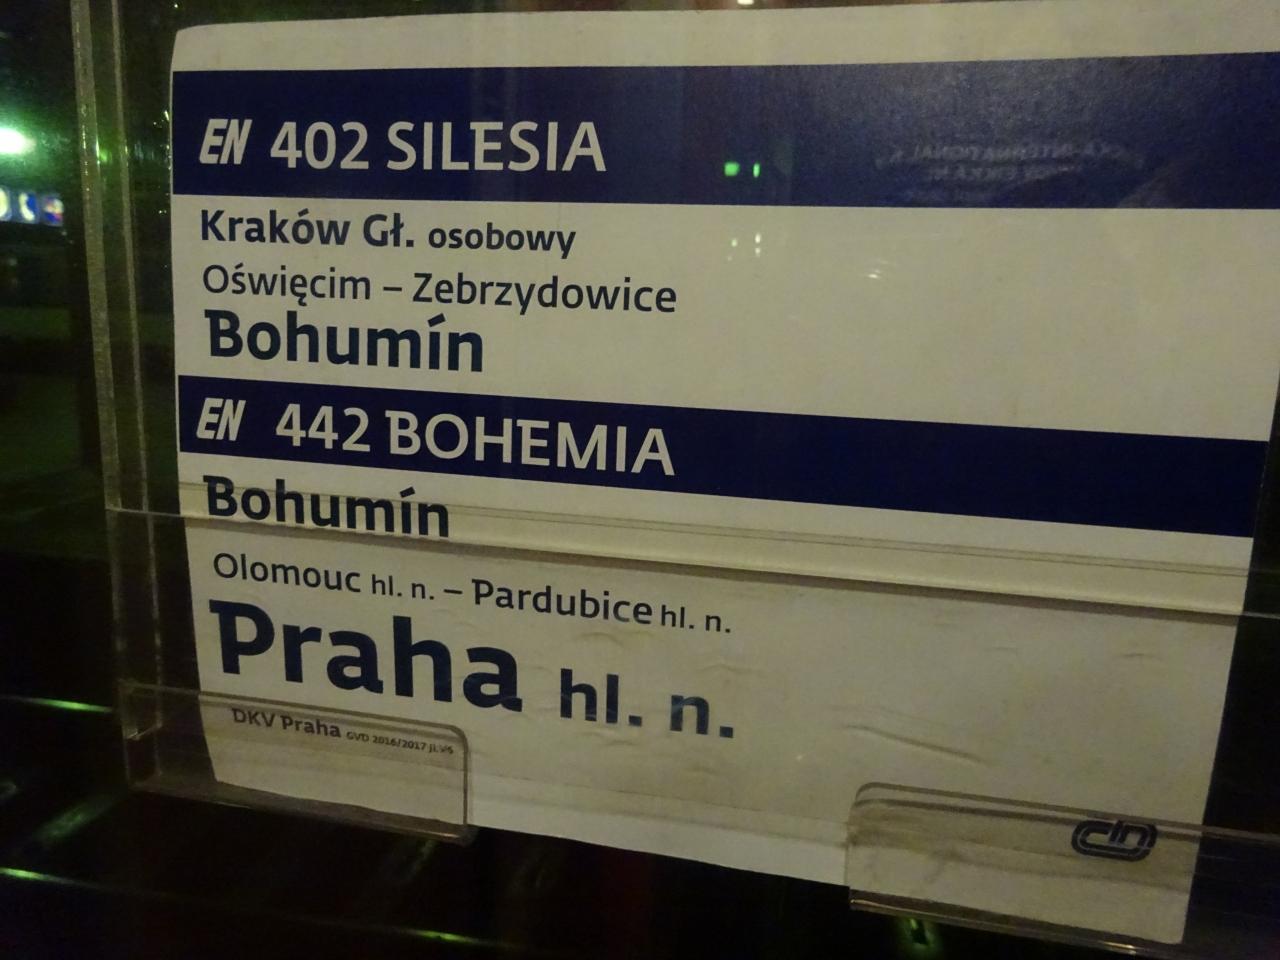 EN 402 SILESIA
Kraków Gł. osobowy
Oświęcim – Zebrzydowice
Bohumín
EN 442 BOHEMIA
Bohumín
Olomouc hl. n. – Pardubice hl. n.
Praha hl. n.
DKV Praha GVD 2016/2017